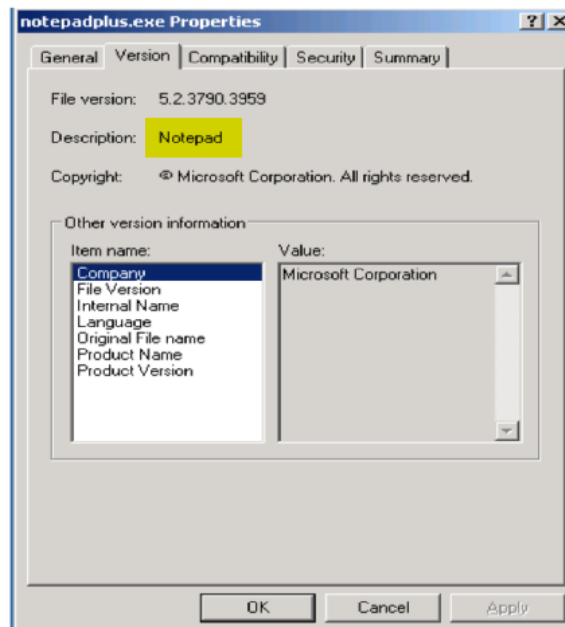 notepadplus.exe Properties
General Version Compatibility Security Summary
File version: 5.2.3790.3959
Description: Notepad
Copyright: © Microsoft Corporation. All rights reserved.
Other version information
Item name: Value:
Company Microsoft Corporation
File Version
Internal Name
Language
Original File name
Product Name
Product Version
OK Cancel Apply